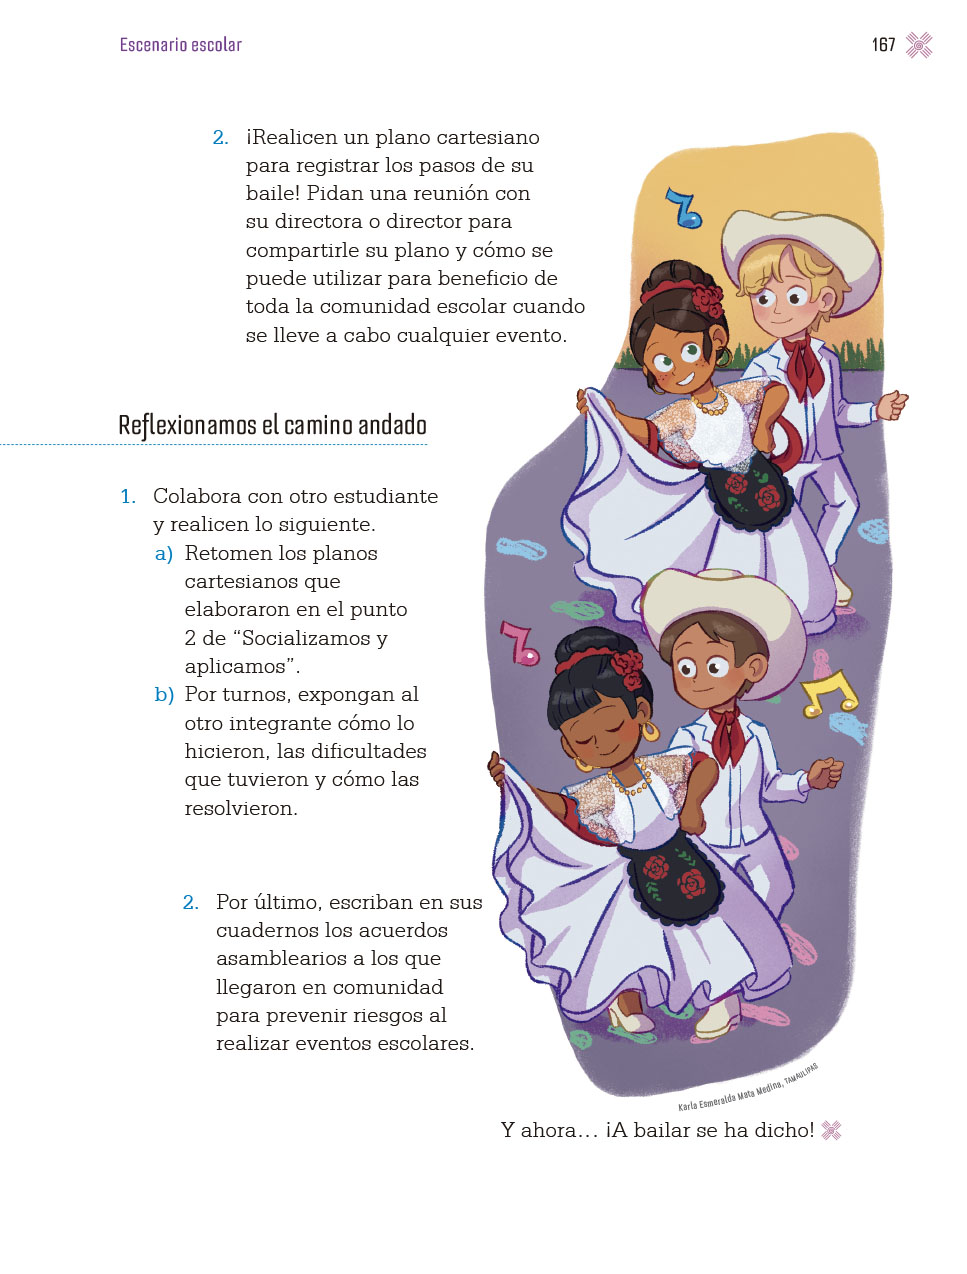 Escenario escolar
167
2. ¡Realicen un plano cartesiano
para registrar los pasos de su
baile! Pidan una reunión con
su directora o director para
compartirle su plano y cómo se
puede utilizar para beneficio de
toda la comunidad escolar cuando
se lleve a cabo cualquier evento.
Reflexionamos el camino andado
1. Colabora con otro estudiante
y realicen lo siguiente.
a) Retomen los planos
cartesianos que
elaboraron en el punto
2 de “Socializamos y
aplicamos”.
b) Por turnos, expongan al
otro integrante cómo lo
hicieron, las dificultades
que tuvieron y cómo las
resolvieron.
2. Por último, escriban en sus
cuadernos los acuerdos
asamblearios a los que
llegaron en comunidad
para prevenir riesgos al
realizar eventos escolares.
Karla Esmeralda Mata Medina, TAMAULIPAS
Y ahora... ¡A bailar se ha dicho!